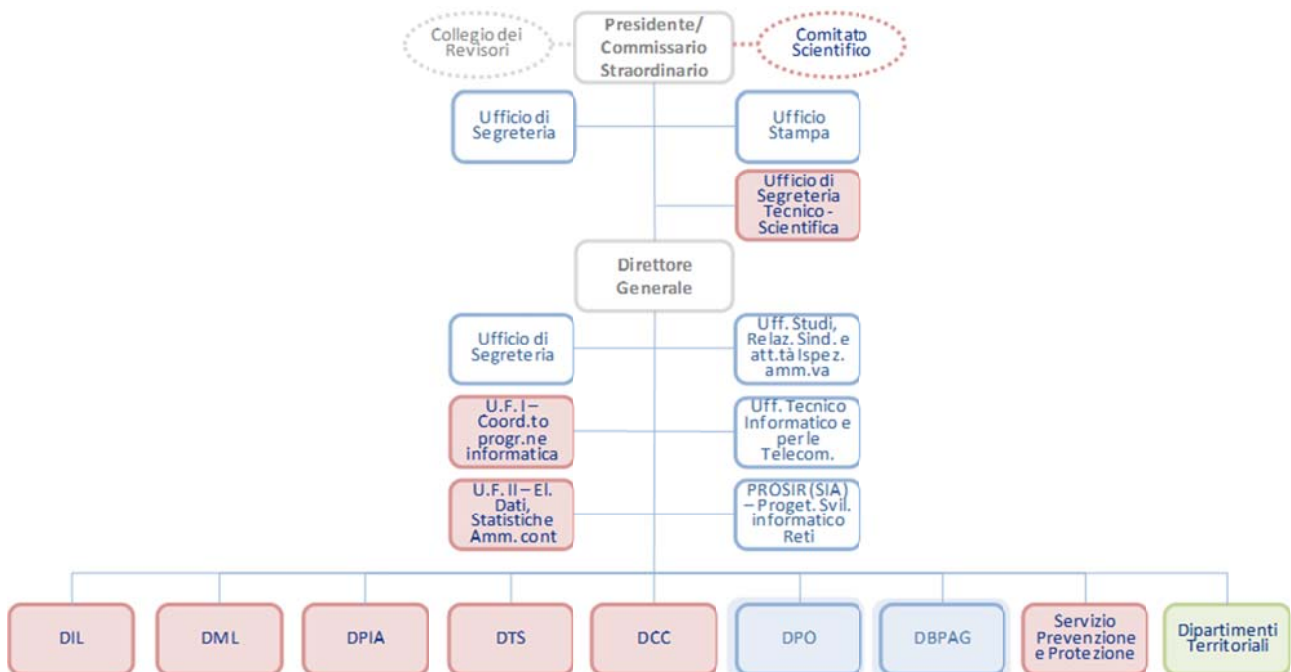 Collegio dei
Revisori
Presidente/
Commissario
Straordinario
Comitato
Scientifico
Ufficio di
Segreteria
Ufficio
Stampa
Ufficio di
Segreteria
Tecnico -
Scientifica
Direttore
Generale
Ufficio di
Segreteria
Uff. Studi,
Relaz. Sind. e
att.tà Ispez.
amm.va
U.F. I –
Coord.to
progr.ne
informatica
Uff. Tecnico
Informatico e
per le
Telecom.
U.F. II – El.
Dati,
Statistiche
Amm. cont
PROSIR (SIA)
– Proget. Svil.
informatico
Reti
DIL
DML
DPIA
DTS
DCC
DPO
DBPAG
Servizio
Prevenzione
e Protezione
Dipartimenti
Territoriali